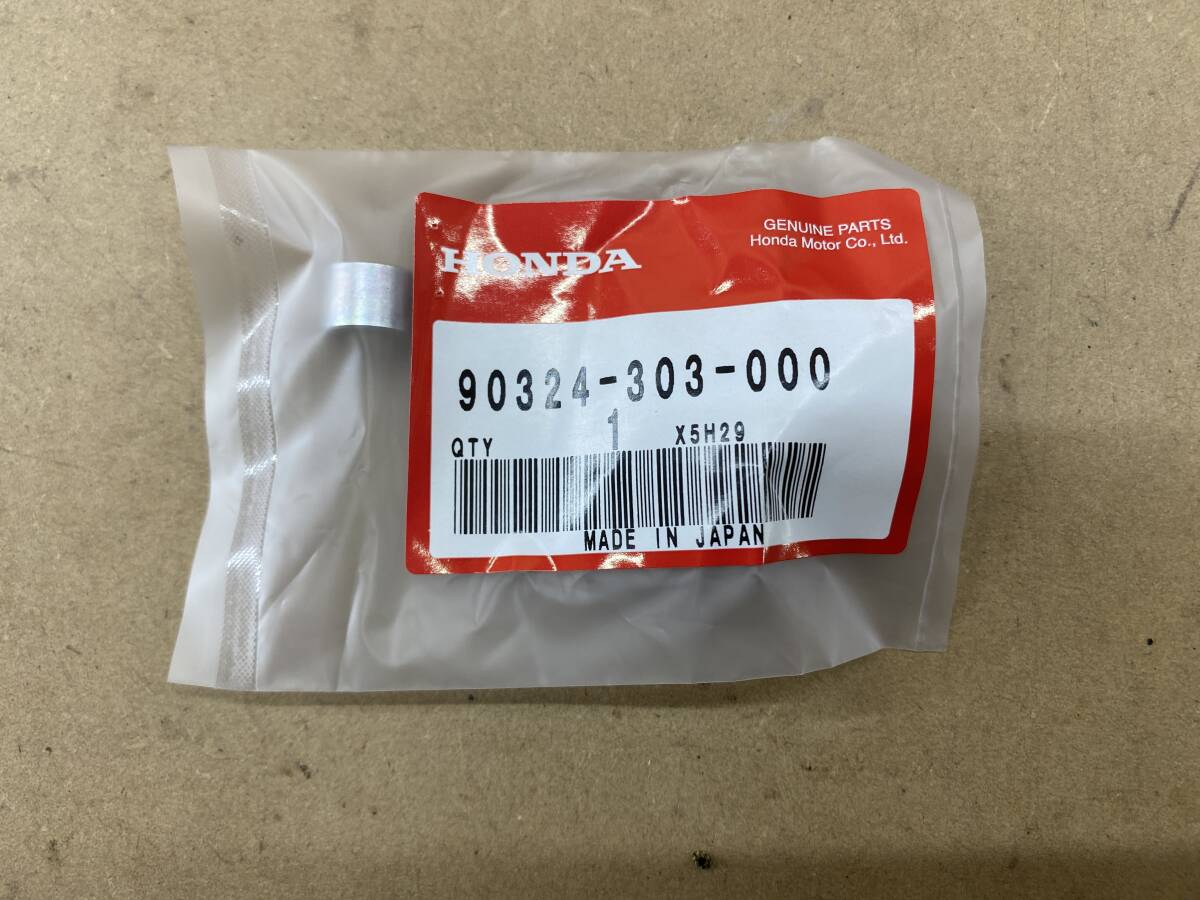 HONDA
GENUINE PARTS
Honda Motor Co., Ltd.
90324-303-000
QTY 1 X5H29
MADE IN JAPAN